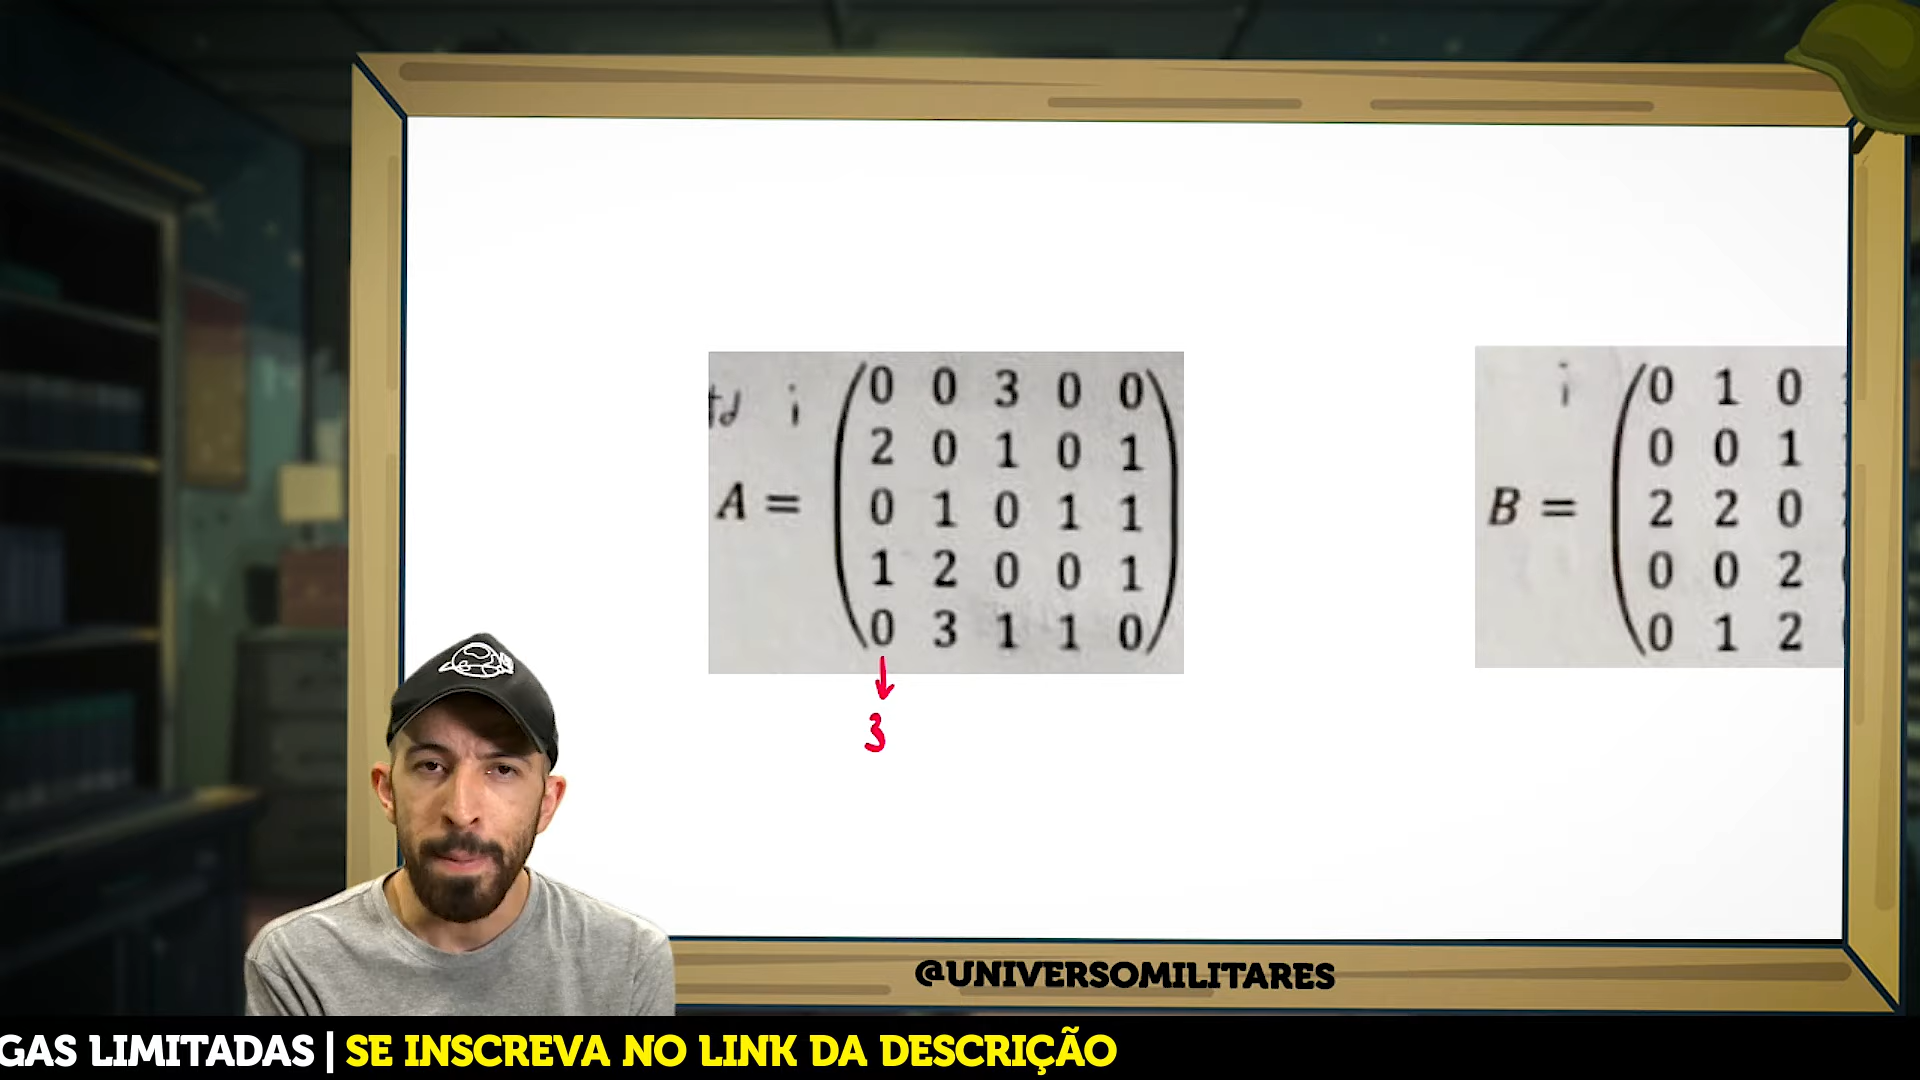 A = (0 0 3 0 0)
2 0 1 0 1
0 1 0 1 1
1 2 0 0 1
0 3 1 1 0
3
B = (0 1 0
0 0 1
2 2 0
0 0 2
0 1 2
@UNIVERSOMILITARES
GAS LIMITADAS | SE INSCREVA NO LINK DA DESCRIÇÃO